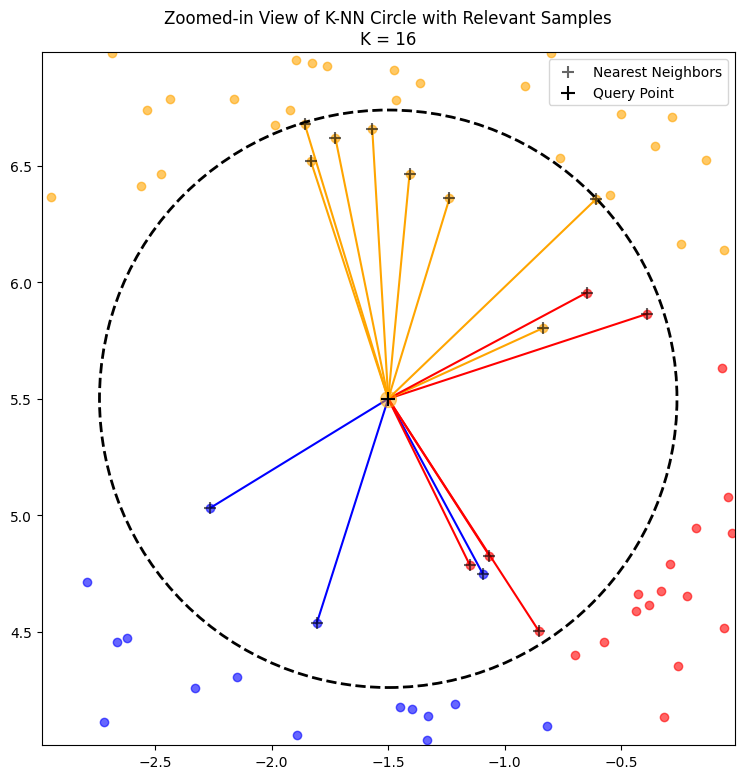 Zoomed-in View of K-NN Circle with Relevant Samples
K = 16
Nearest Neighbors
Query Point
6.5
6.0
5.5
5.0
4.5
−2.5 −2.0 −1.5 −1.0 −0.5